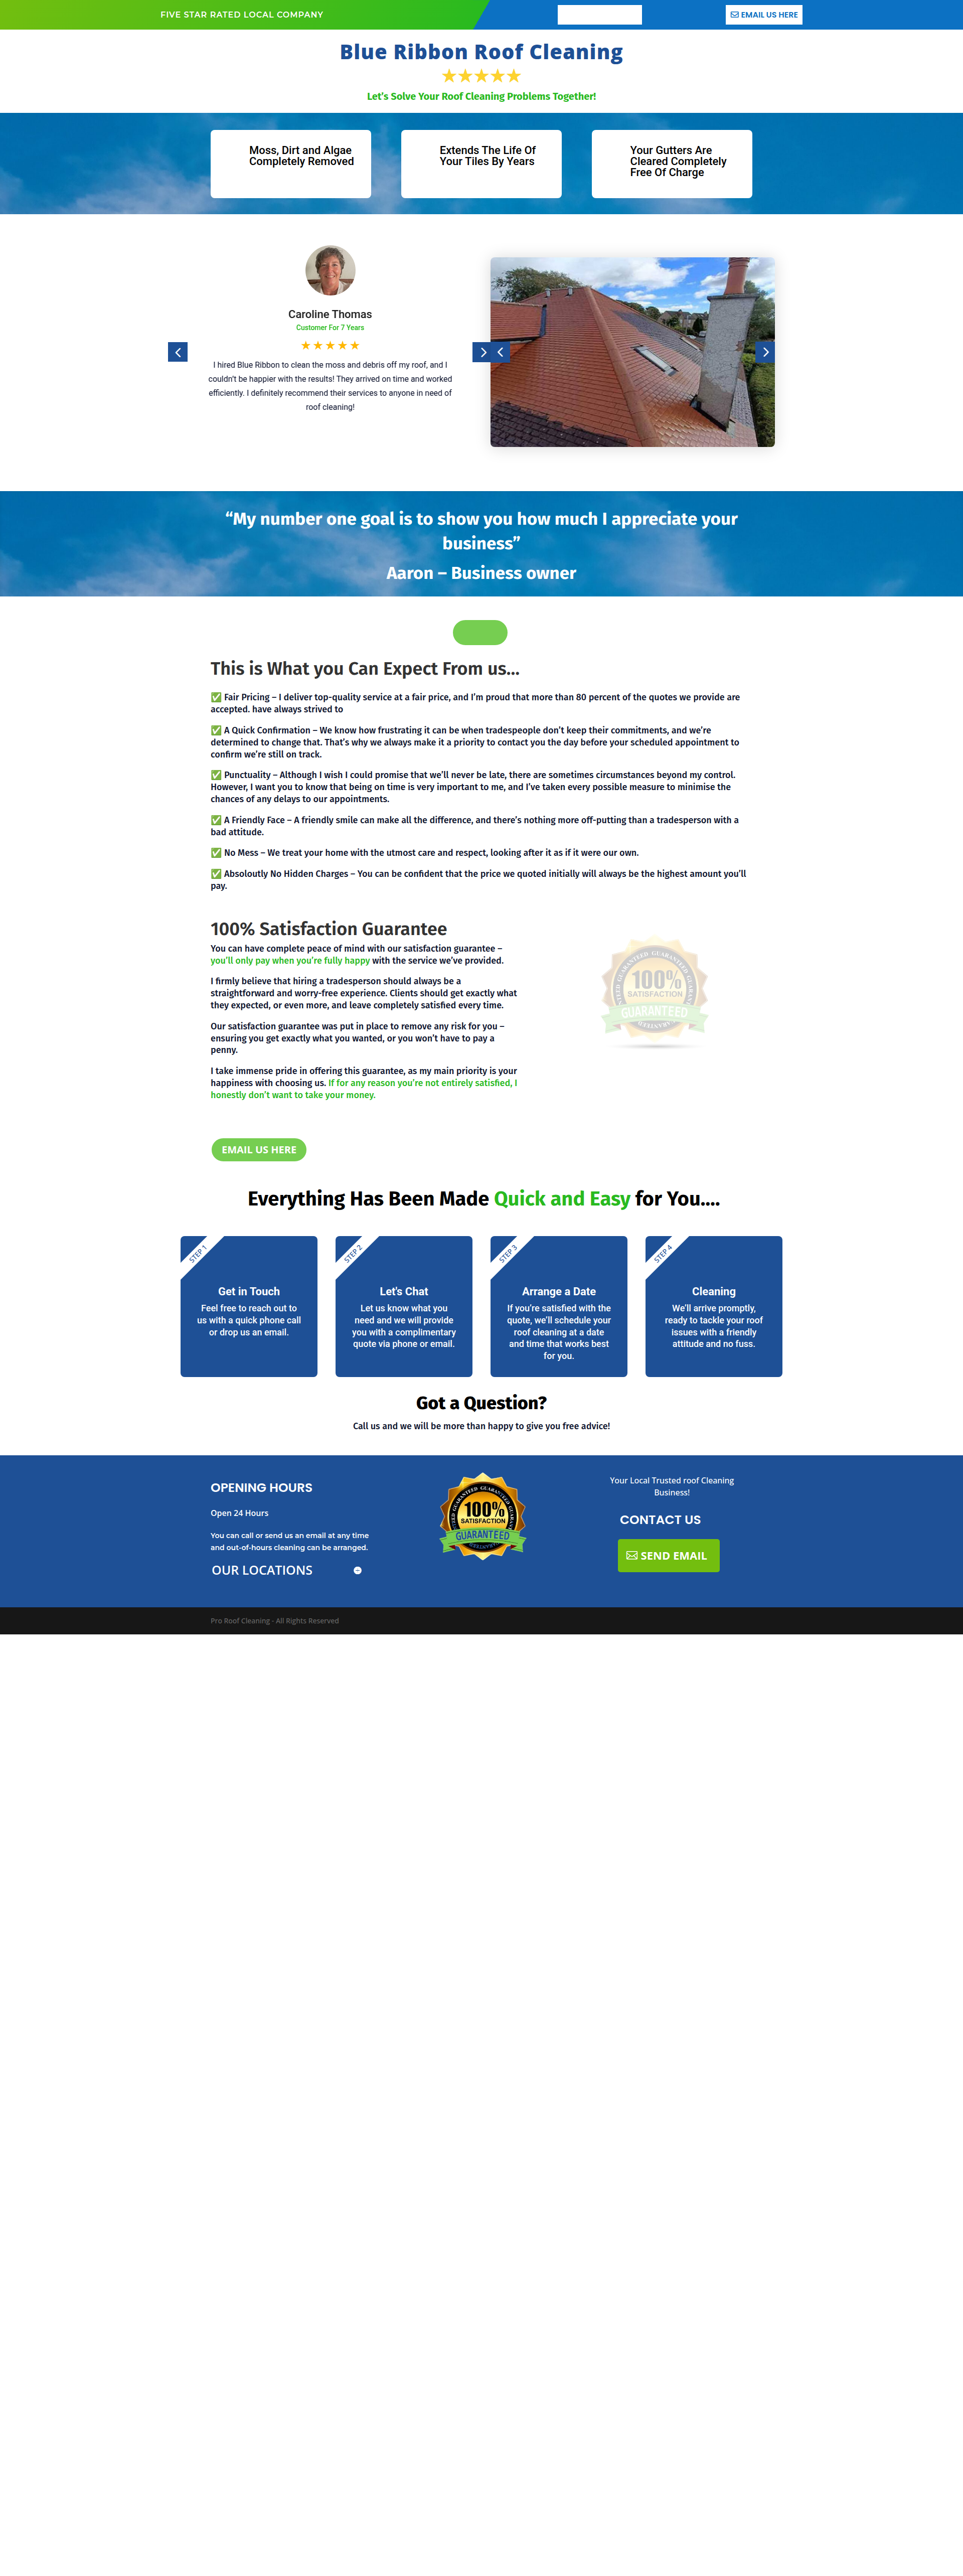 FIVE STAR RATED LOCAL COMPANY
EMAIL US HERE
Blue Ribbon Roof Cleaning
Let's Solve Your Roof Cleaning Problems Together!
Moss, Dirt and Algae
Completely Removed
Extends The Life Of
Your Tiles By Years
Your Gutters Are
Cleared Completely
Free Of Charge
Caroline Thomas
Customer For 7 Years
I hired Blue Ribbon to clean the moss and debris off my roof, and I
couldn't be happier with the results! They arrived on time and worked
efficiently. I definitely recommend their services to anyone in need of
roof cleaning!
“My number one goal is to show you how much I appreciate your
business”
Aaron – Business owner
This is What you Can Expect From us...
✅ Fair Pricing – I deliver top-quality service at a fair price, and I'm proud that more than 80 percent of the quotes we provide are
accepted. have always strived to
✅ A Quick Confirmation – We know how frustrating it can be when tradespeople don't keep their commitments, and we're
determined to change that. That's why we always make it a priority to contact you the day before your scheduled appointment to
confirm we're still on track.
✅ Punctuality – Although I wish I could promise that we'll never be late, there are sometimes circumstances beyond my control.
However, I want you to know that being on time is very important to me, and I've taken every possible measure to minimise the
chances of any delays to our appointments.
✅ A Friendly Face – A friendly smile can make all the difference, and there's nothing more off-putting than a tradesperson with a
bad attitude.
✅ No Mess – We treat your home with the utmost care and respect, looking after it as if it were our own.
✅ Absoloutly No Hidden Charges – You can be confident that the price we quoted initially will always be the highest amount you'll
pay.
100% Satisfaction Guarantee
You can have complete peace of mind with our satisfaction guarantee –
you'll only pay when you're fully happy with the service we've provided.
I firmly believe that hiring a tradesperson should always be a
straightforward and worry-free experience. Clients should get exactly what
they expected, or even more, and leave completely satisfied every time.
Our satisfaction guarantee was put in place to remove any risk for you –
ensuring you get exactly what you wanted, or you won't have to pay a
penny.
I take immense pride in offering this guarantee, as my main priority is your
happiness with choosing us. If for any reason you're not entirely satisfied, I
honestly don't want to take your money.
GUARANTEED GUARANTEED GUARANTEED
100%
SATISFACTION
GUARANTEED
EMAIL US HERE
Everything Has Been Made Quick and Easy for You....
STEP 1
Get in Touch
Feel free to reach out to
us with a quick phone call
or drop us an email.
STEP 2
Let's Chat
Let us know what you
need and we will provide
you with a complimentary
quote via phone or email.
STEP 3
Arrange a Date
If you're satisfied with the
quote, we'll schedule your
roof cleaning at a date
and time that works best
for you.
STEP 4
Cleaning
We'll arrive promptly,
ready to tackle your roof
issues with a friendly
attitude and no fuss.
Got a Question?
Call us and we will be more than happy to give you free advice!
OPENING HOURS
Open 24 Hours
You can call or send us an email at any time
and out-of-hours cleaning can be arranged.
OUR LOCATIONS
GUARANTEED GUARANTEED GUARANTEED
100%
SATISFACTION
GUARANTEED
Your Local Trusted roof Cleaning
Business!
CONTACT US
SEND EMAIL
Pro Roof Cleaning - All Rights Reserved